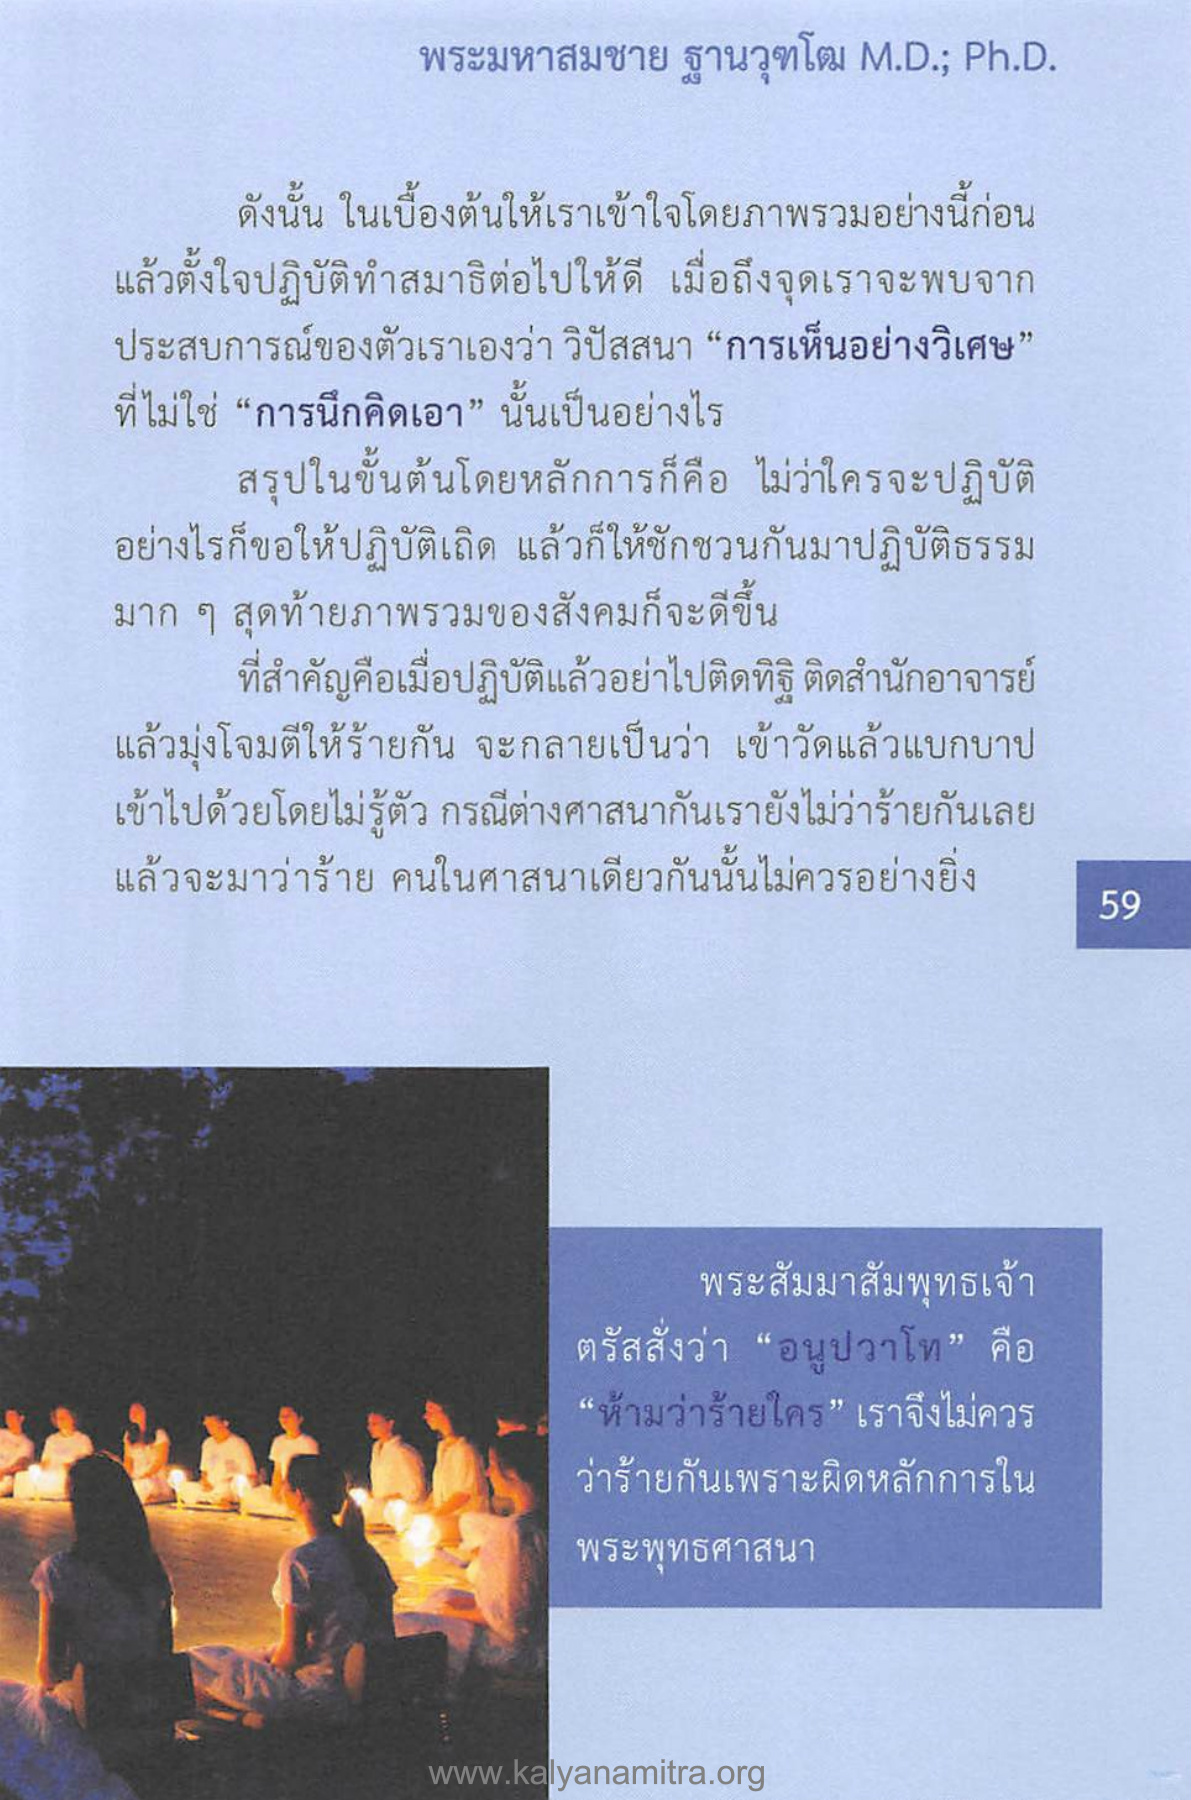 พระมหาสมชาย ฐานวุฑโฒ M.D.; Ph.D.
ดังนั้น ในเบื้องต้นให้เราเข้าใจโดยภาพรวมอย่างนี้ก่อน
แล้วตั้งใจปฏิบัติทำสมาธิต่อไปให้ดี เมื่อถึงจุดเราจะพบจาก
ประสบการณ์ของตัวเราเองว่า วิปัสสนา “การเห็นอย่างวิเศษ”
ที่ไม่ใช่ “การนึกคิดเอา” นั้นเป็นอย่างไร
สรุปในขั้นต้นโดยหลักการก็คือ ไม่ว่าใครจะปฏิบัติ
อย่างไรก็ขอให้ปฏิบัติเถิด แล้วก็ให้ชักชวนกันมาปฏิบัติธรรม
มาก ๆ สุดท้ายภาพรวมของสังคมก็จะดีขึ้น
ที่สำคัญคือเมื่อปฏิบัติแล้วอย่าไปติดทิฐิ ติดสำนักอาจารย์
แล้วมุ่งโจมตีให้ร้ายกัน จะกลายเป็นว่า เข้าวัดแล้วแบกบาป
เข้าไปด้วยโดยไม่รู้ตัว กรณีต่างศาสนากันเรายังไม่ว่าร้ายกันเลย
แล้วจะมาว่าร้าย คนในศาสนาเดียวกันนั้นไม่ควรอย่างยิ่ง
59
พระสัมมาสัมพุทธเจ้า
ตรัสสั่งว่า “อนูปวาโท” คือ
“ห้ามว่าร้ายใคร” เราจึงไม่ควร
ว่าร้ายกันเพราะผิดหลักการใน
พระพุทธศาสนา
www.kalyanamitra.org